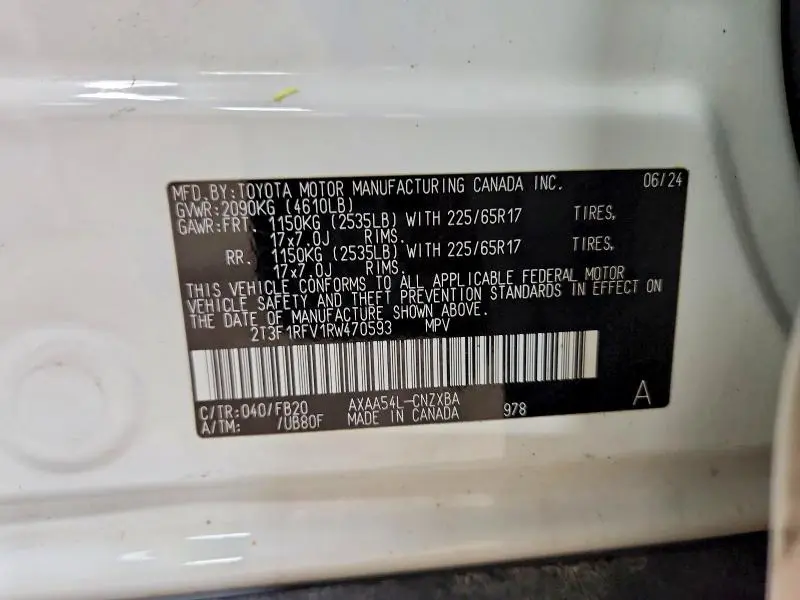 MFD. BY: TOYOTA MOTOR MANUFACTURING CANADA INC. 06/24
GVWR: 2090KG (4610LB)
GAWR: FRT. 1150KG (2535LB) WITH 225/65R17 TIRES,
17x7.0J RIMS.
RR. 1150KG (2535LB) WITH 225/65R17 TIRES,
17x7.0J RIMS.
THIS VEHICLE CONFORMS TO ALL APPLICABLE FEDERAL MOTOR
VEHICLE SAFETY AND THEFT PREVENTION STANDARDS IN EFFECT ON
THE DATE OF MANUFACTURE SHOWN ABOVE.
2T3F1RFV1RW470593 MPV
C/TR: 040/FB20 AXAA54L-CNZXBA A
A/TM: /UB80F MADE IN CANADA 978